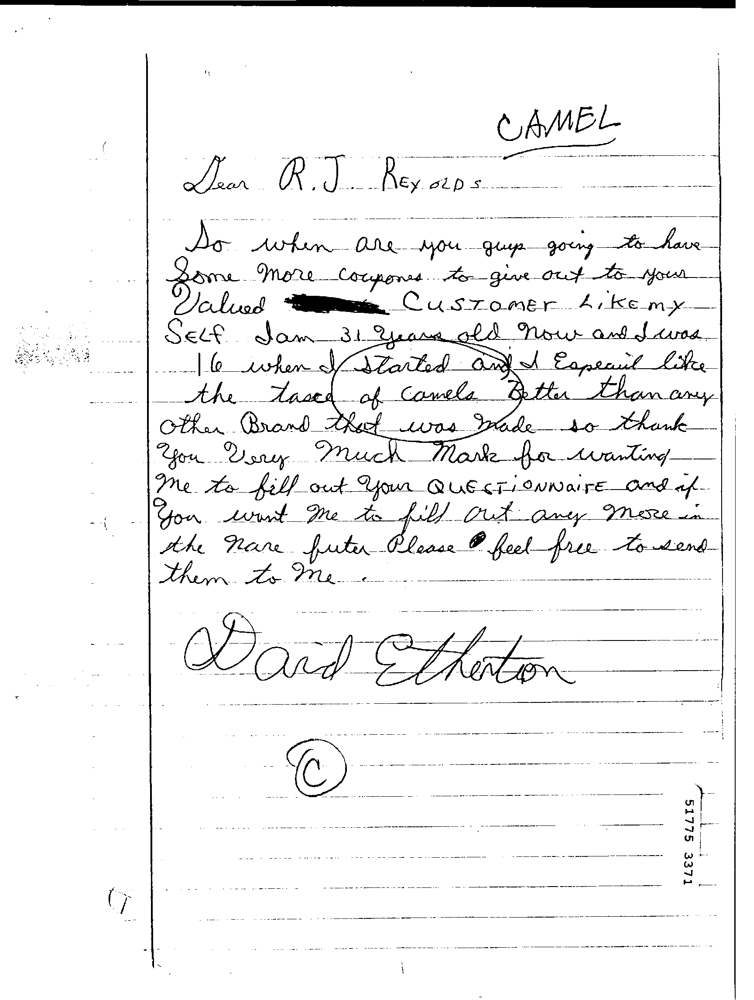 CAMEL
Dear R.J. REYOLDS
So when are you guys going to have
Some More coupones to give out to your
Valued CUSTOMER LIKE MY
SELF I am 31 years old now and I was
16 when I started and I Espeail like
the tasce of camels Better than any
other Brand that was made so thank
you Very Much Mark for wanting
Me to fill out your QUESTIONNAIRE and if
you want Me to fill out any More in
the nare futer Please feel free to send
them to Me.
David Etherton
C
51775 3371